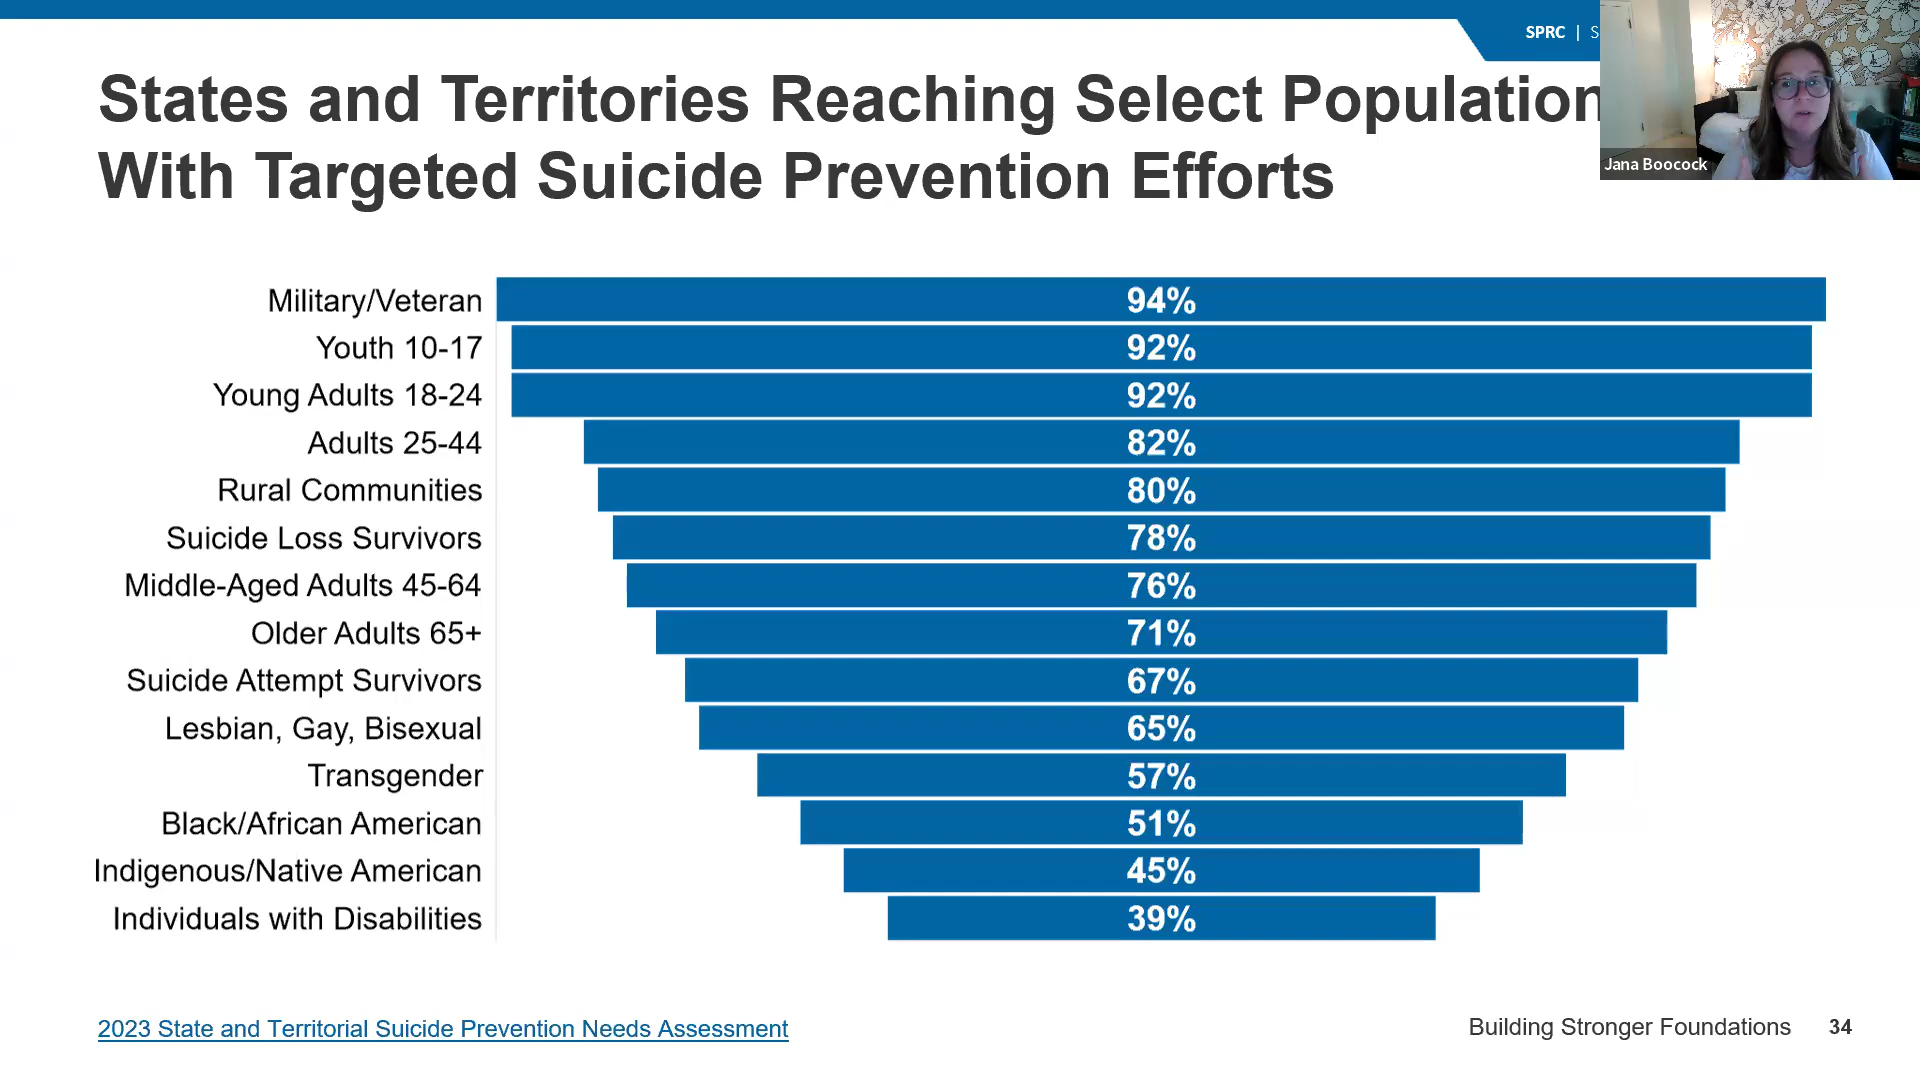 SPRC | S
States and Territories Reaching Select Population
With Targeted Suicide Prevention Efforts
Jana Boocock
Military/Veteran 94%
Youth 10-17 92%
Young Adults 18-24 92%
Adults 25-44 82%
Rural Communities 80%
Suicide Loss Survivors 78%
Middle-Aged Adults 45-64 76%
Older Adults 65+ 71%
Suicide Attempt Survivors 67%
Lesbian, Gay, Bisexual 65%
Transgender 57%
Black/African American 51%
Indigenous/Native American 45%
Individuals with Disabilities 39%
2023 State and Territorial Suicide Prevention Needs Assessment
Building Stronger Foundations 34